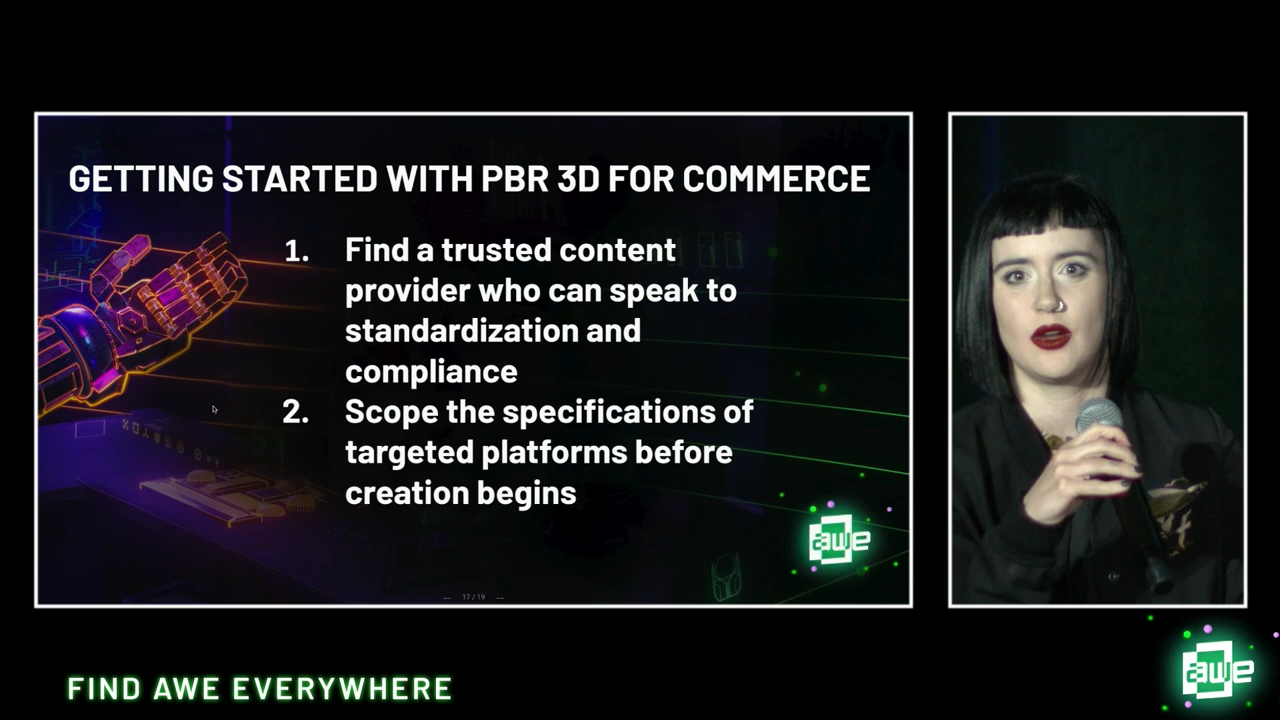 GETTING STARTED WITH PBR 3D FOR COMMERCE
1. Find a trusted content
provider who can speak to
standardization and
compliance
2. Scope the specifications of
targeted platforms before
creation begins
awe
17 / 19
awe
FIND AWE EVERYWHERE